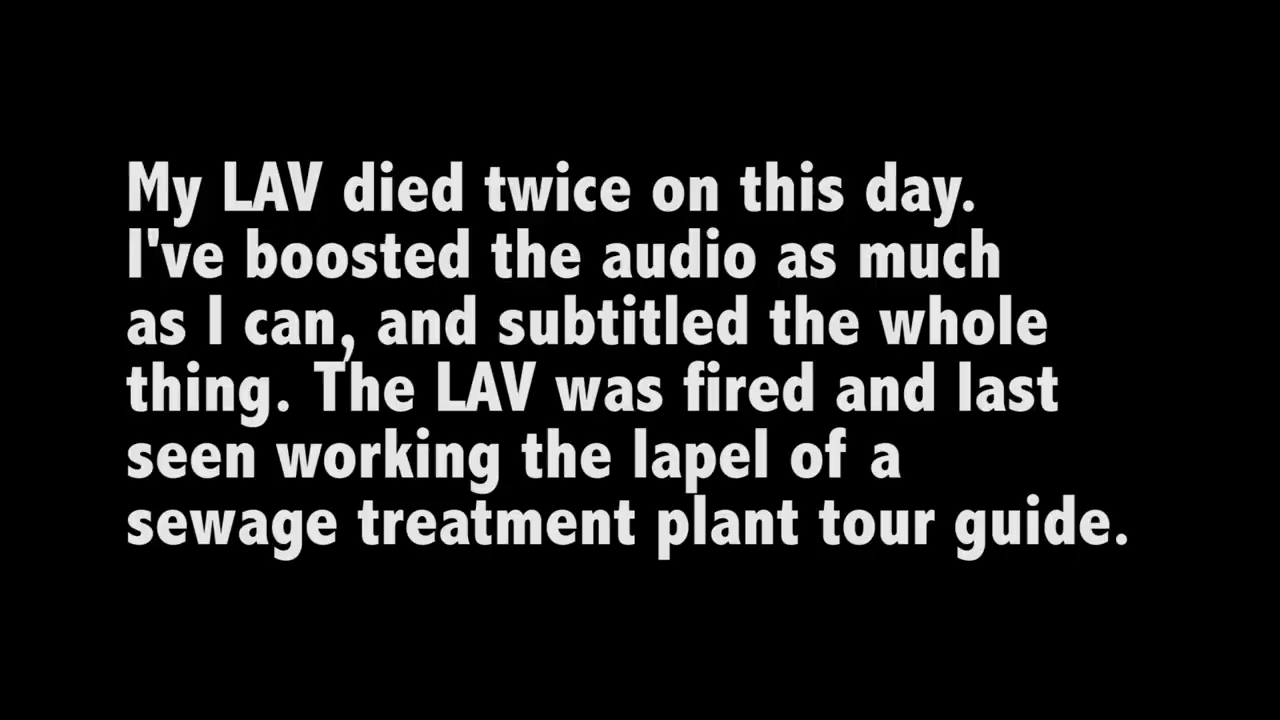 My LAV died twice on this day.
I've boosted the audio as much
as I can, and subtitled the whole
thing. The LAV was fired and last
seen working the lapel of a
sewage treatment plant tour guide.